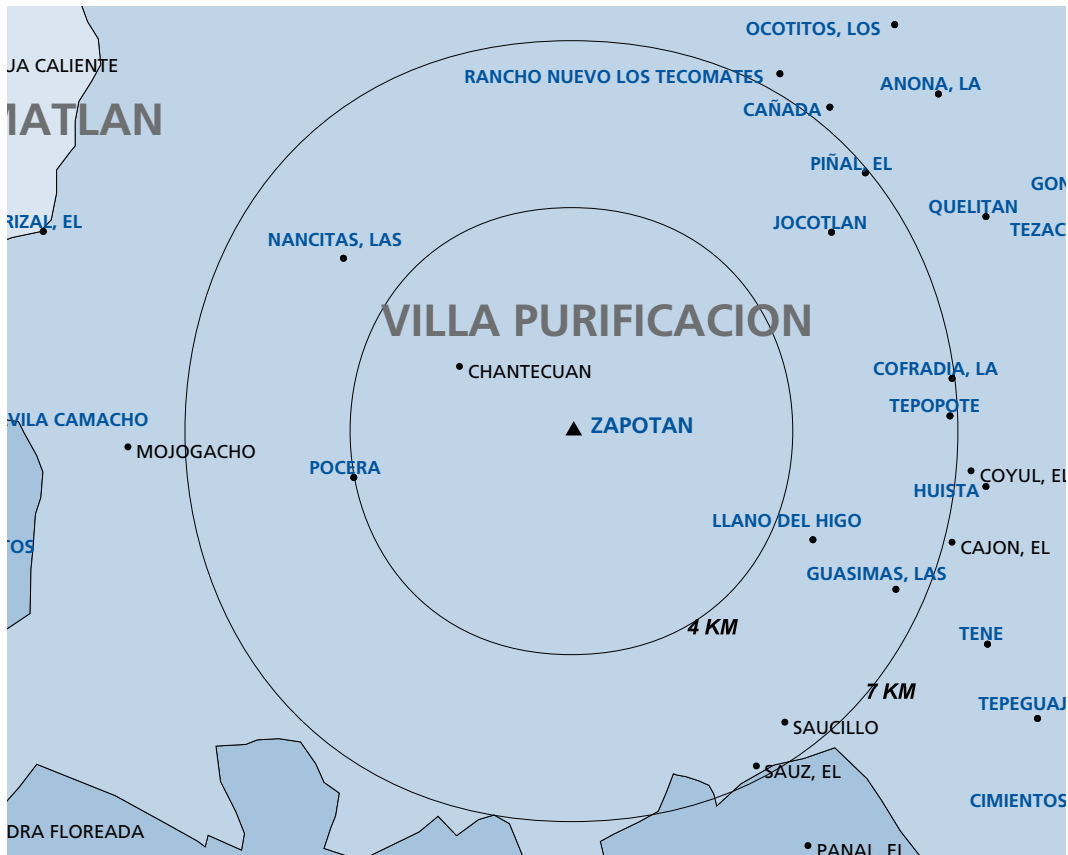 OCOTITOS, LOS
UA CALIENTE
RANCHO NUEVO LOS TECOMATES
ANONA, LA
MATLAN
CAÑADA
PIÑAL, EL
GON
QUELITAN
RIZAL, EL
JOCOTLAN
TEZAC
NANCITAS, LAS
VILLA PURIFICACION
CHANTECUAN
COFRADIA, LA
TEPOPOTE
VILA CAMACHO
ZAPOTAN
MOJOGACHO
POCERA
COYUL, EL
HUISTA
LLANO DEL HIGO
TOS
CAJON, EL
GUASIMAS, LAS
4 KM
TENE
7 KM
TEPEGUAJ
SAUCILLO
SAUZ, EL
CIMIENTOS
DRA FLOREADA
PANAL, EL